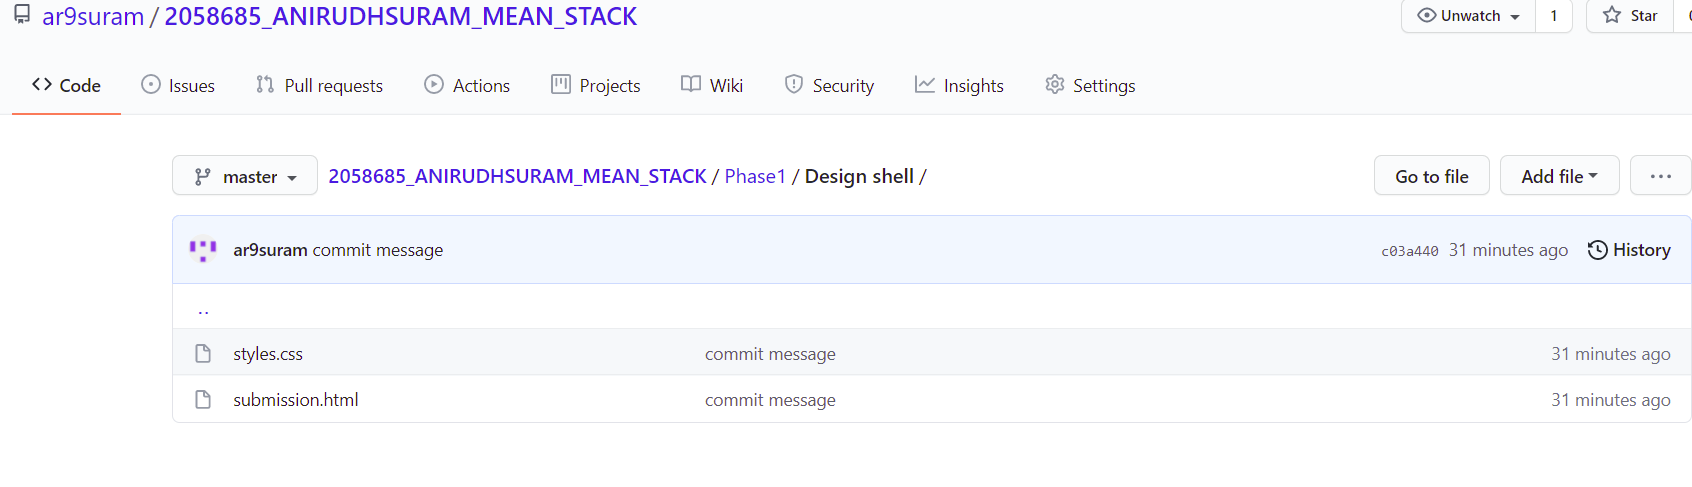 ar9suram / 2058685_ANIRUDHSURAM_MEAN_STACK Unwatch 1 Star
Code Issues Pull requests Actions Projects Wiki Security Insights Settings
master 2058685_ANIRUDHSURAM_MEAN_STACK / Phase1 / Design shell / Go to file Add file ...
ar9suram commit message c03a440 31 minutes ago History
..
styles.css commit message 31 minutes ago
submission.html commit message 31 minutes ago